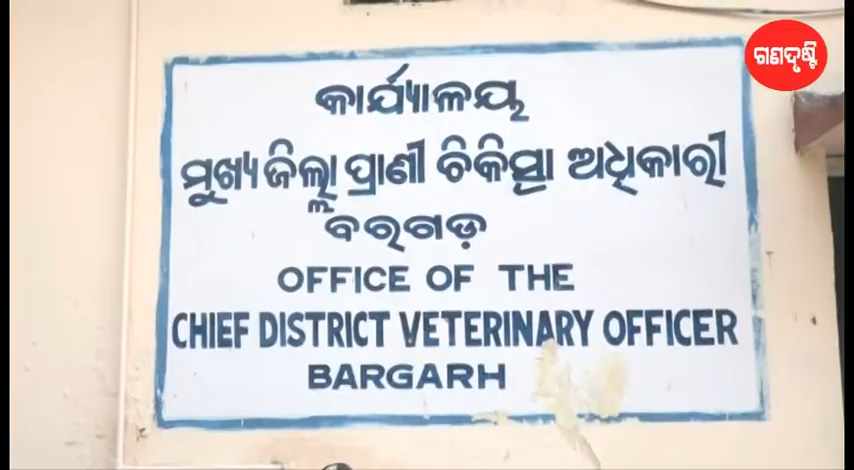 ଗଣଦୃଷ୍ଟି
କାର୍ଯ୍ୟାଳୟ
ମୁଖ୍ୟ ଜିଲ୍ଲା ପ୍ରାଣୀ ଚିକିତ୍ସା ଅଧିକାରୀ
ବରଗଡ଼
OFFICE OF THE
CHIEF DISTRICT VETERINARY OFFICER
BARGARH